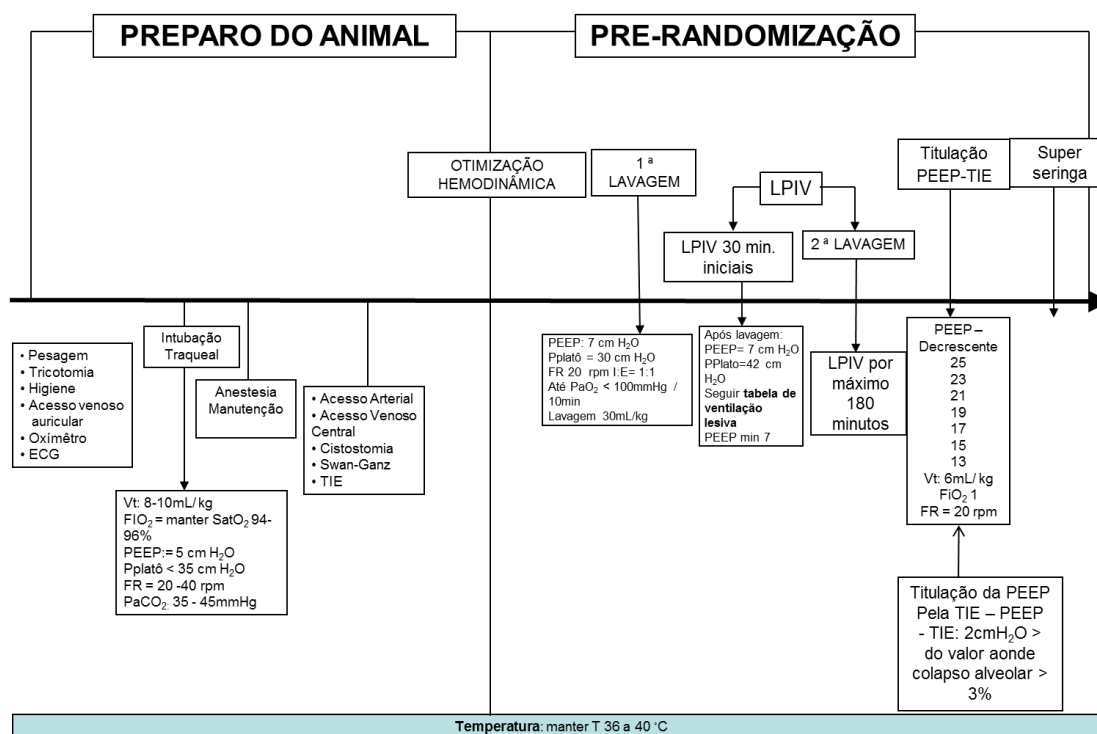 PREPARO DO ANIMAL
PRE-RANDOMIZAÇÃO
OTIMIZAÇÃO
HEMODINÂMICA
1 ª
LAVAGEM
LPIV
LPIV 30 min.
iniciais
2 ª LAVAGEM
Titulação
PEEP-TIE
Super
seringa
• Pesagem
• Tricotomia
• Higiene
• Acesso venoso
auricular
• Oxímêtro
• ECG
Intubação
Traqueal
Anestesia
Manutenção
• Acesso Arterial
• Acesso Venoso
Central
• Cistostomia
• Swan-Ganz
• TIE
Vt: 8-10mL/ kg
FIO₂ = manter SatO₂ 94-
96%
PEEP:= 5 cm H₂O
Pplatô < 35 cm H₂O
FR = 20 -40 rpm
PaCO₂: 35 - 45mmHg
PEEP: 7 cm H₂O
Pplatô = 30 cm H₂O
FR 20 rpm I:E= 1:1
Até PaO₂ < 100mmHg /
10min
Lavagem 30mL/kg
Após lavagem:
PEEP= 7 cm H₂O
PPlato=42 cm
H₂O
Seguir tabela de
ventilação
lesiva
PEEP min 7
LPIV por
máximo
180
minutos
PEEP –
Decrescente
25
23
21
19
17
15
13
Vt: 6mL/ kg
FiO₂ 1
FR = 20 rpm
Titulação da PEEP
Pela TIE – PEEP
- TIE: 2cmH₂O >
do valor aonde
colapso alveolar >
3%
Temperatura: manter T 36 a 40 °C